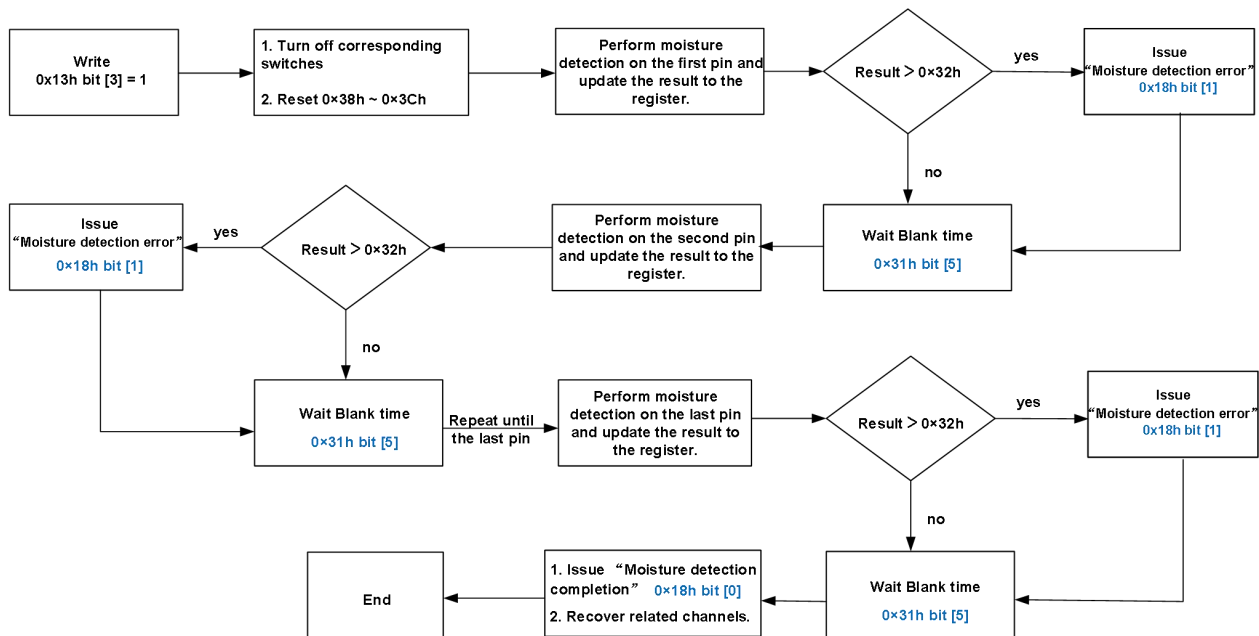 Write
0x13h bit [3] = 1
1. Turn off corresponding
switches
2. Reset 0×38h ~ 0×3Ch
Perform moisture
detection on the first pin and
update the result to the
register.
Result > 0×32h
yes
Issue
“Moisture detection error”
0x18h bit [1]
no
Wait Blank time
0×31h bit [5]
Perform moisture
detection on the second pin
and update the result to the
register.
Result > 0×32h
yes
Issue
“Moisture detection error”
0×18h bit [1]
no
Wait Blank time
0×31h bit [5]
Repeat until
the last pin
Perform moisture
detection on the last pin
and update the result to
the register.
Result > 0×32h
yes
Issue
“Moisture detection error”
0x18h bit [1]
no
Wait Blank time
0×31h bit [5]
1. Issue “Moisture detection
completion” 0×18h bit [0]
2. Recover related channels.
End